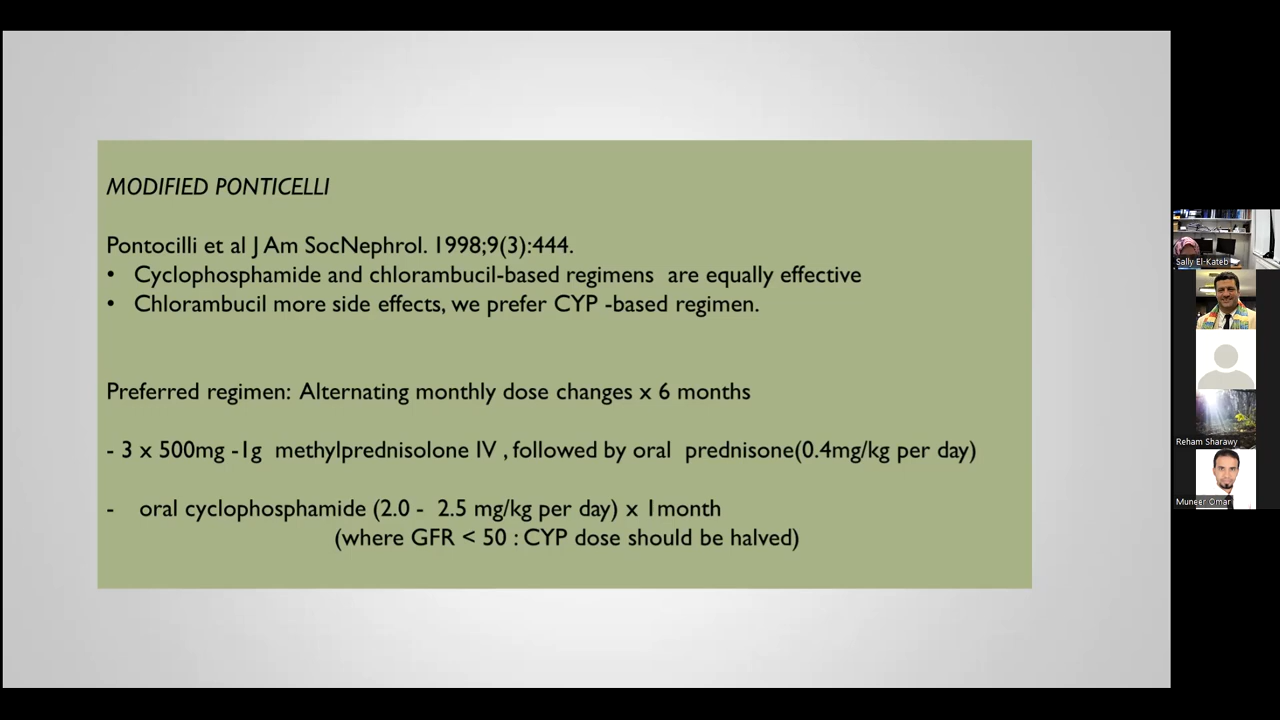 MODIFIED PONTICELLI
Pontocilli et al J Am SocNephrol. 1998;9(3):444.
• Cyclophosphamide and chlorambucil-based regimens are equally effective
• Chlorambucil more side effects, we prefer CYP -based regimen.
Preferred regimen: Alternating monthly dose changes x 6 months
- 3 x 500mg -1g methylprednisolone IV , followed by oral prednisone(0.4mg/kg per day)
- oral cyclophosphamide (2.0 - 2.5 mg/kg per day) x 1month
(where GFR < 50 : CYP dose should be halved)
Sally El-Kateb
Reham Sharawy
Muneer Omar